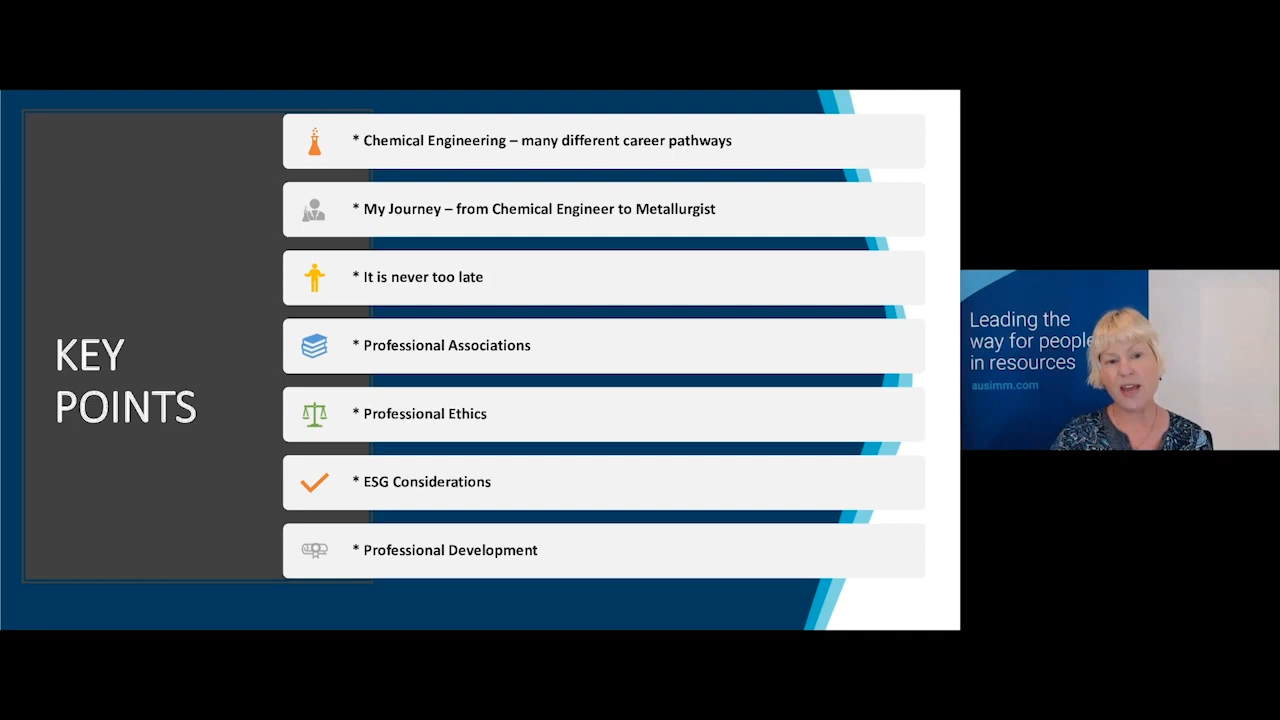 KEY
POINTS
* Chemical Engineering – many different career pathways
* My Journey – from Chemical Engineer to Metallurgist
* It is never too late
* Professional Associations
* Professional Ethics
* ESG Considerations
* Professional Development
Leading the
way for people
in resources
ausimm.com